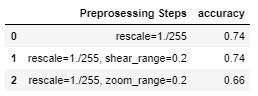 Preprosessing Steps accuracy
0 rescale=1./255 0.74
1 rescale=1./255, shear_range=0.2 0.74
2 rescale=1./255, zoom_range=0.2 0.66